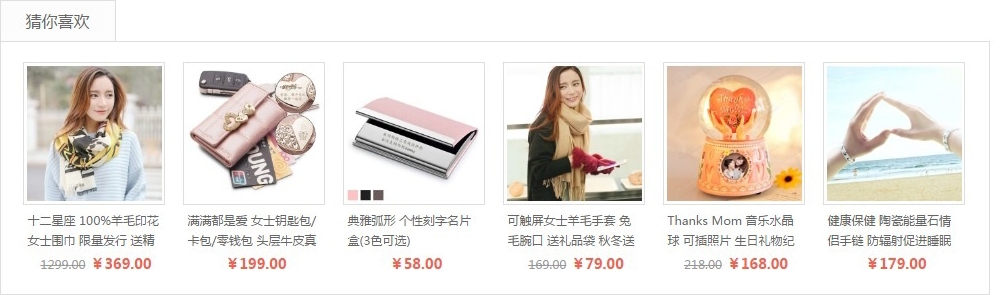 猜你喜欢
十二星座 100%羊毛印花
女士围巾 限量发行 送精
1299.00 ￥369.00
满满都是爱 女士钥匙包/
卡包/零钱包 头层牛皮真
￥199.00
典雅弧形 个性刻字名片
盒(3色可选)
￥58.00
可触屏女士羊毛手套 兔
毛腕口 送礼品袋 秋冬送
169.00 ￥79.00
Thanks Mom 音乐水晶
球 可插照片 生日礼物纪
218.00 ￥168.00
健康保健 陶瓷能量石情
侣手链 防辐射促进睡眠
￥179.00